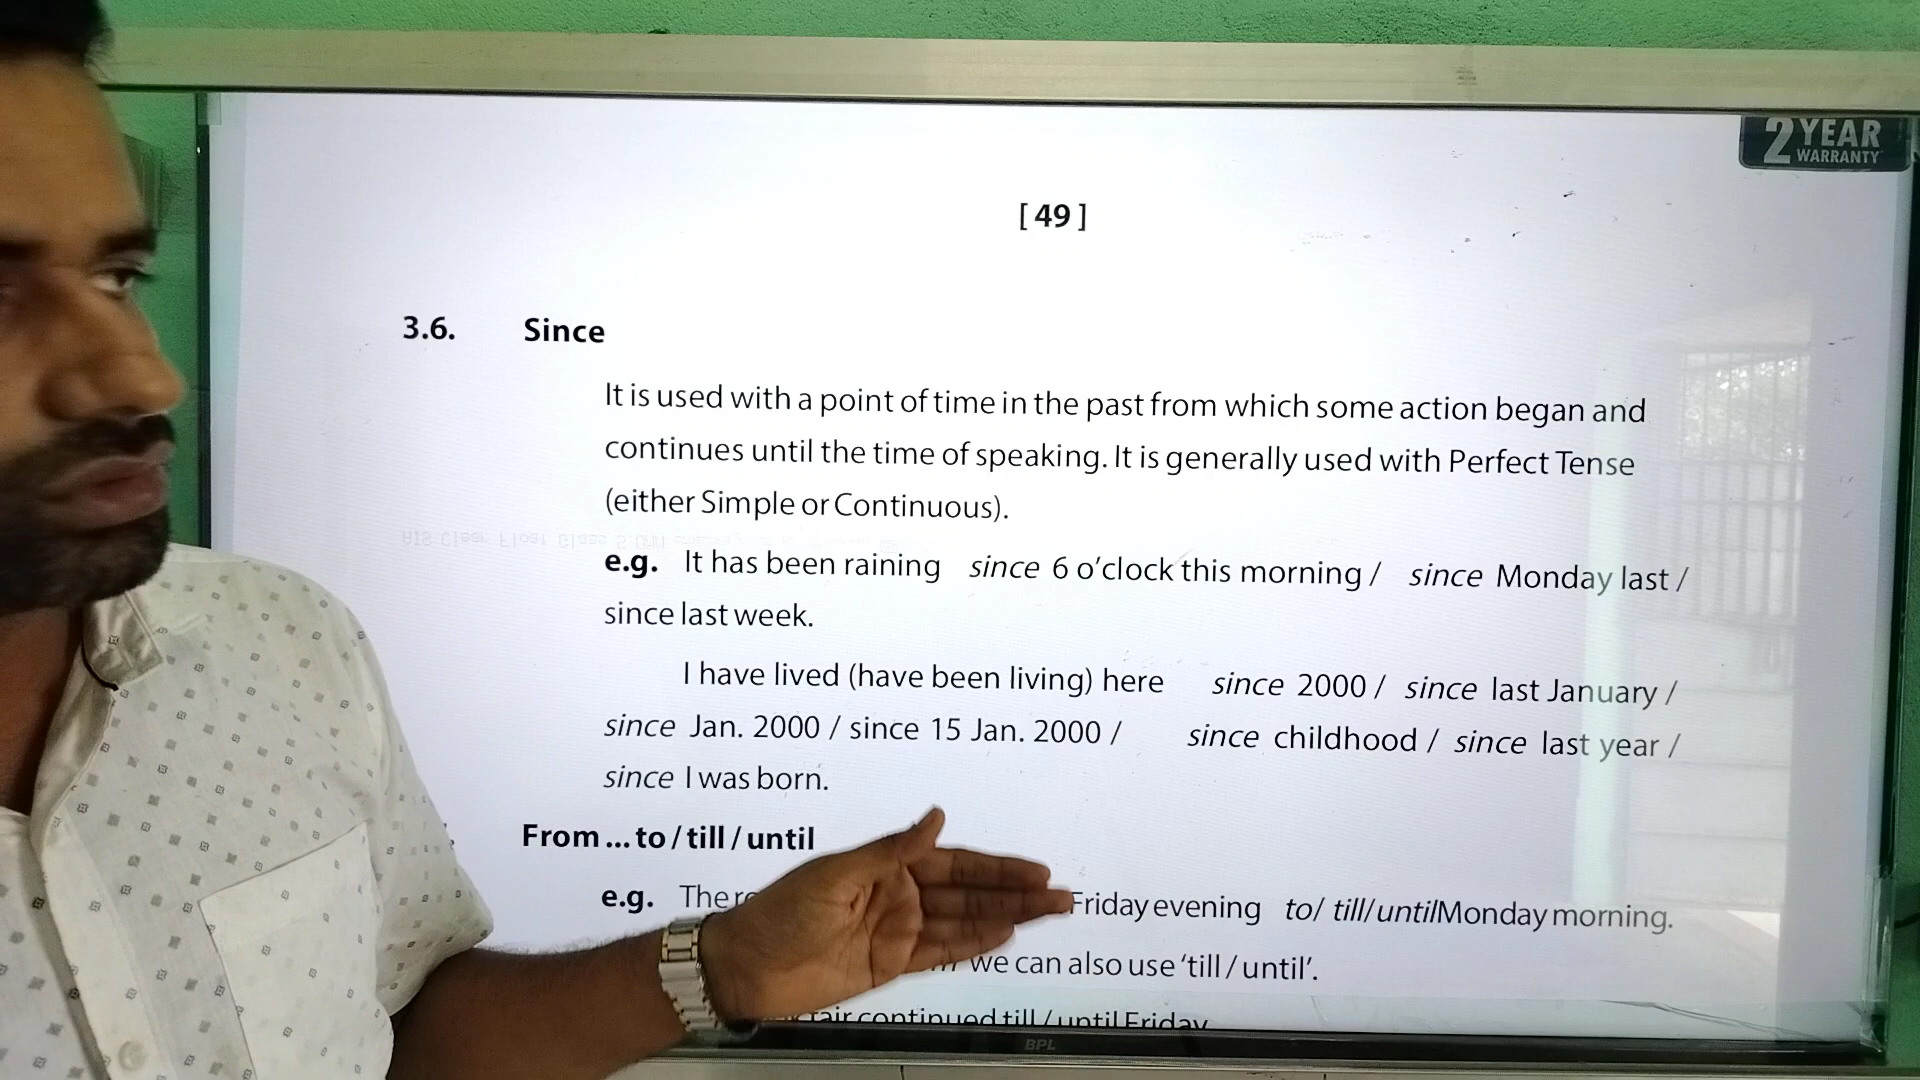 2 YEAR
WARRANTY
[ 49 ]
3.6. Since
It is used with a point of time in the past from which some action began and
continues until the time of speaking. It is generally used with Perfect Tense
(either Simple or Continuous).
e.g. It has been raining since 6 o'clock this morning / since Monday last /
since last week.
I have lived (have been living) here since 2000 / since last January /
since Jan. 2000 / since 15 Jan. 2000 / since childhood / since last year /
since I was born.
From ... to / till / until
e.g. The Friday evening to/ till/untilMonday morning.
we can also use 'till / until'.
continued till / until Friday
BPL